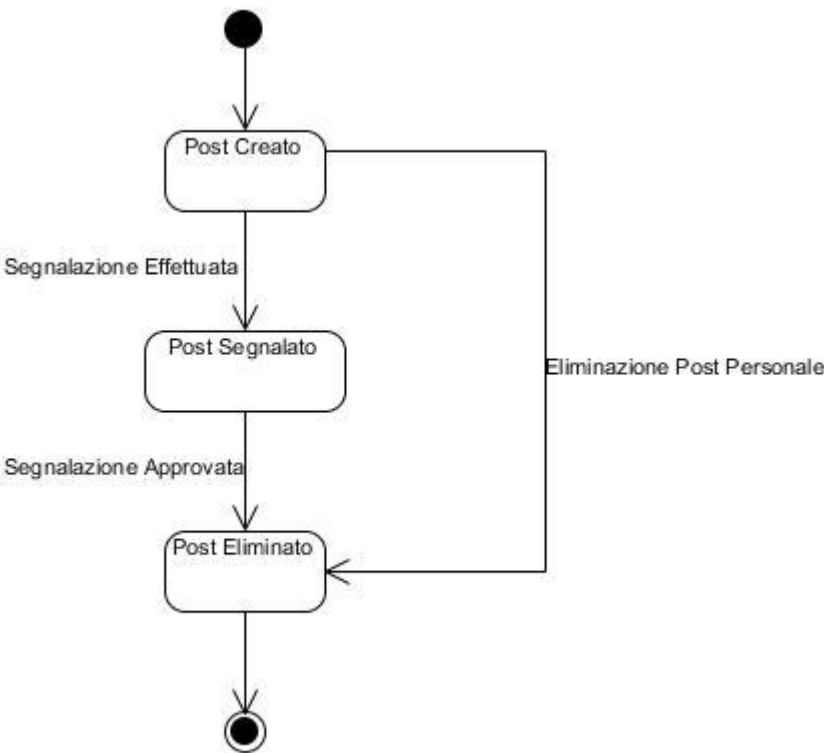 Post Creato
Segnalazione Effettuata
Post Segnalato
Eliminazione Post Personale
Segnalazione Approvata
Post Eliminato